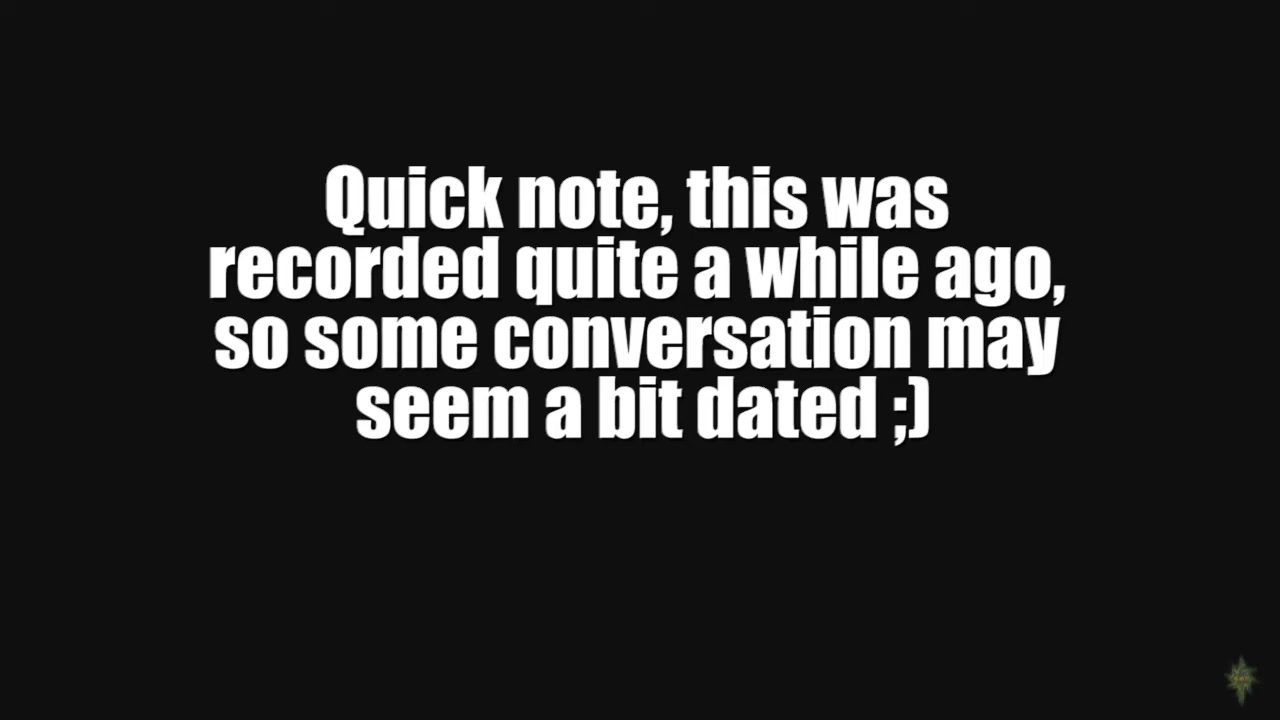 Quick note, this was
recorded quite a while ago,
so some conversation may
seem a bit dated ;)